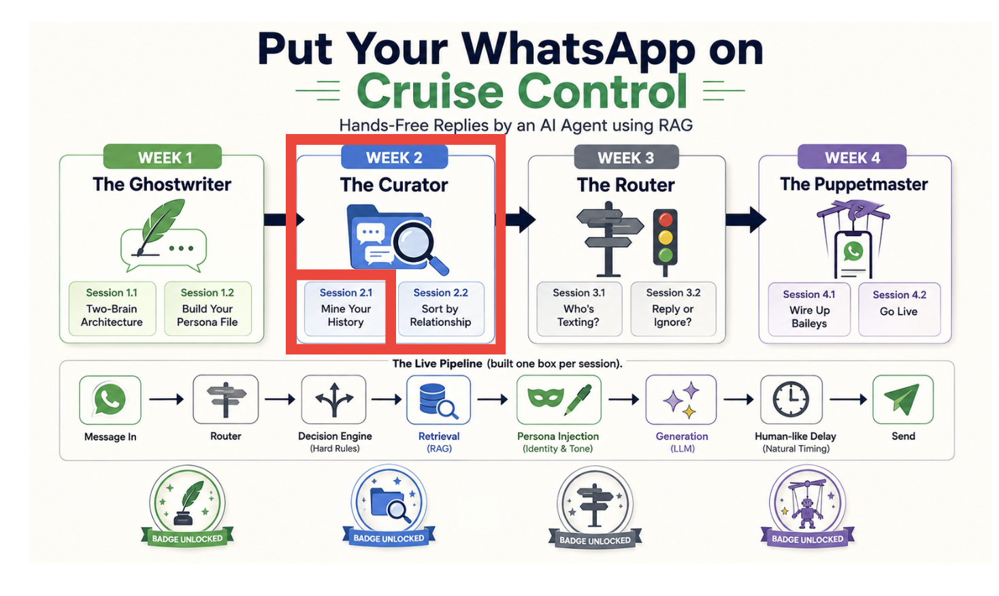 Put Your WhatsApp on
Cruise Control
Hands-Free Replies by an AI Agent using RAG
WEEK 1
The Ghostwriter
Session 1.1
Two-Brain
Architecture
Session 1.2
Build Your
Persona File
WEEK 2
The Curator
Session 2.1
Mine Your
History
Session 2.2
Sort by
Relationship
WEEK 3
The Router
Session 3.1
Who's
Texting?
Session 3.2
Reply or
Ignore?
WEEK 4
The Puppetmaster
Session 4.1
Wire Up
Baileys
Session 4.2
Go Live
The Live Pipeline (built one box per session).
Message In
Router
Decision Engine
(Hard Rules)
Retrieval
(RAG)
Persona Injection
(Identity & Tone)
Generation
(LLM)
Human-like Delay
(Natural Timing)
Send
BADGE UNLOCKED
BADGE UNLOCKED
BADGE UNLOCKED
BADGE UNLOCKED